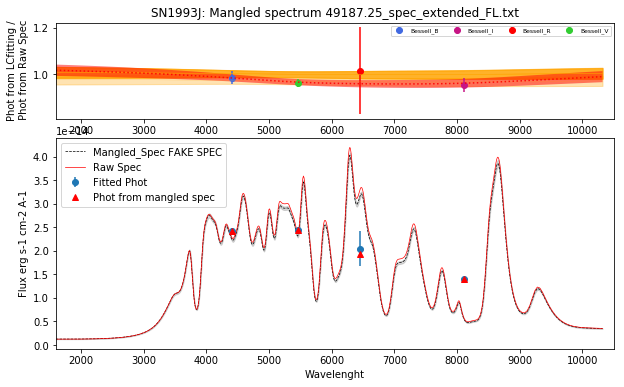 SN1993J: Mangled spectrum 49187.25_spec_extended_FL.txt
Phot from LCfitting /
Phot from Raw Spec
1.2
1.0
Bessell_B
Bessell_I
Bessell_R
Bessell_V
2000 3000 4000 5000 6000 7000 8000 9000 10000
1e−14
Flux erg s-1 cm-2 A-1
4.0
3.5
3.0
2.5
2.0
1.5
1.0
0.5
0.0
Mangled_Spec FAKE SPEC
Raw Spec
Fitted Phot
Phot from mangled spec
2000 3000 4000 5000 6000 7000 8000 9000 10000
Wavelenght